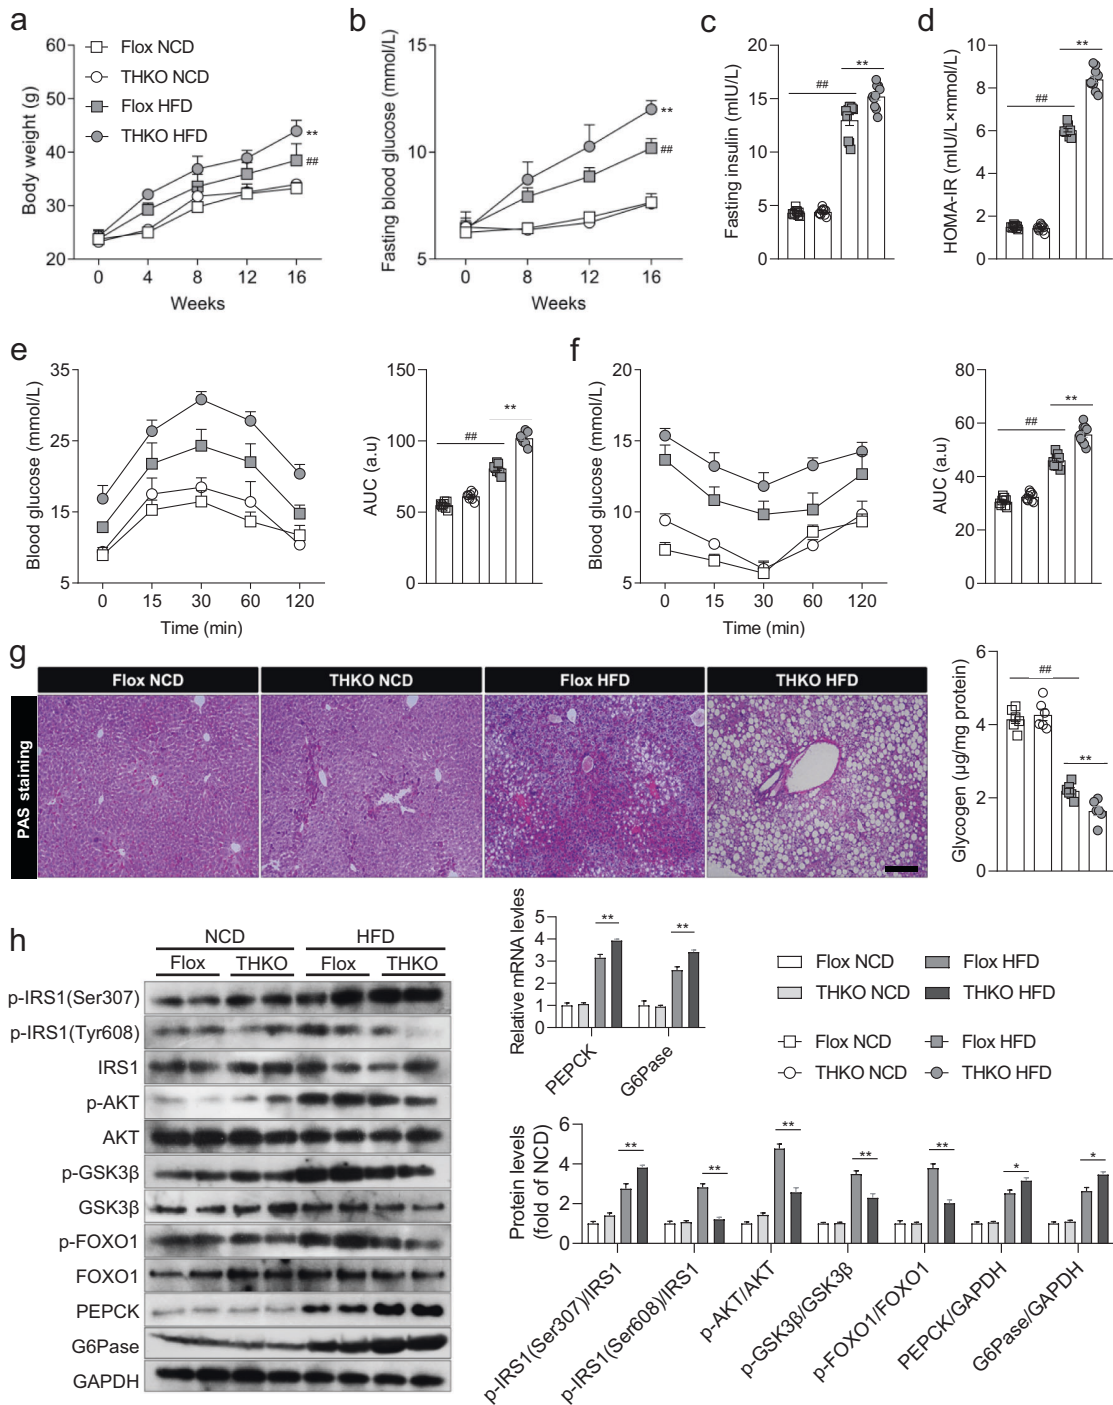 a
60
50
40
30
20
Body weight (g)
Flox NCD
THKO NCD
Flox HFD
THKO HFD
**
##
0 4 8 12 16
Weeks
b
15
10
5
Fasting blood glucose (mmol/L)
**
##
0 8 12 16
Weeks
c
20
15
10
5
0
Fasting insulin (mIU/L)
##
**
d
10
8
6
4
2
0
HOMA-IR (mIU/L×mmol/L)
##
**
e
35
25
15
5
Blood glucose (mmol/L)
0 15 30 60 120
Time (min)
150
100
50
0
AUC (a.u)
##
**
f
20
15
10
5
Blood glucose (mmol/L)
0 15 30 60 120
Time (min)
80
60
40
20
0
AUC (a.u)
##
**
g
Flox NCD THKO NCD Flox HFD THKO HFD
PAS staining
6
4
2
0
Glycogen (µg/mg protein)
##
**
h
NCD HFD
Flox THKO Flox THKO
p-IRS1(Ser307)
p-IRS1(Tyr608)
IRS1
p-AKT
AKT
p-GSK3β
GSK3β
p-FOXO1
FOXO1
PEPCK
G6Pase
GAPDH
5
4
3
2
1
0
Relative mRNA levles
**
**
PEPCK
G6Pase
Flox NCD Flox HFD
THKO NCD THKO HFD
Flox NCD Flox HFD
THKO NCD THKO HFD
6
4
2
0
Protein levels
(fold of NCD)
** ** ** ** ** * *
p-IRS1(Ser307)/IRS1
p-IRS1(Ser608)/IRS1
p-AKT/AKT
p-GSK3β/GSK3β
p-FOXO1/FOXO1
PEPCK/GAPDH
G6Pase/GAPDH